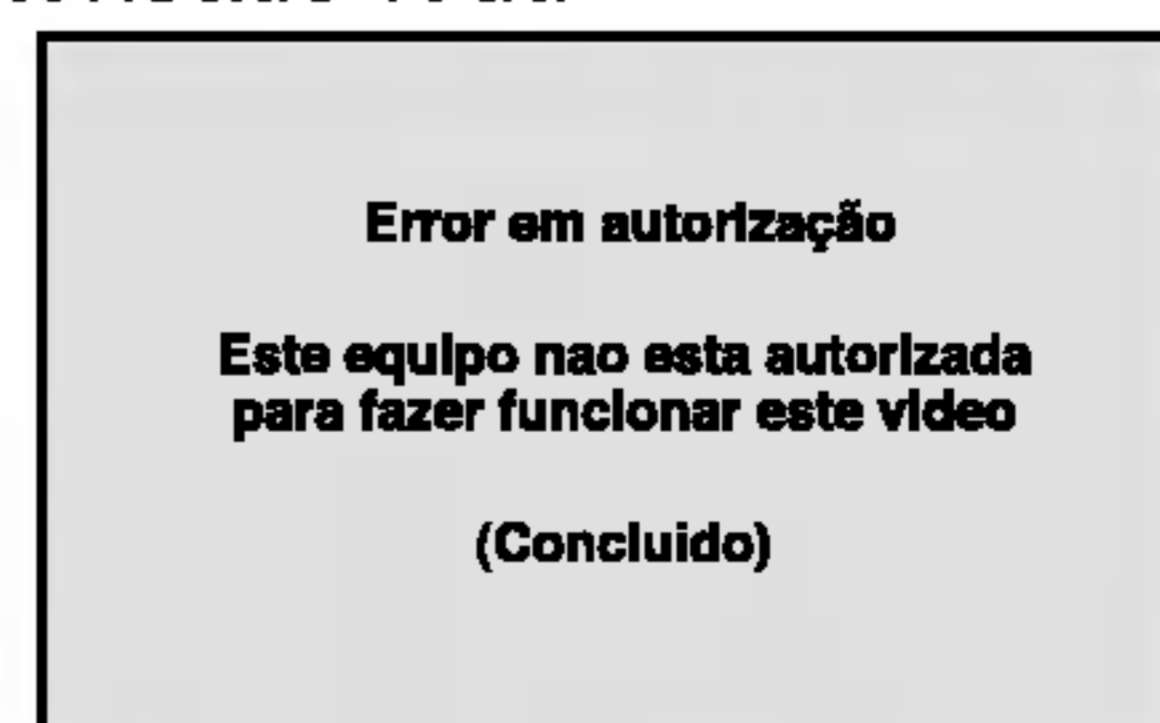 Error em autorização
Este equipo nao esta autorizada
para fazer funcionar este video
(Concluido)